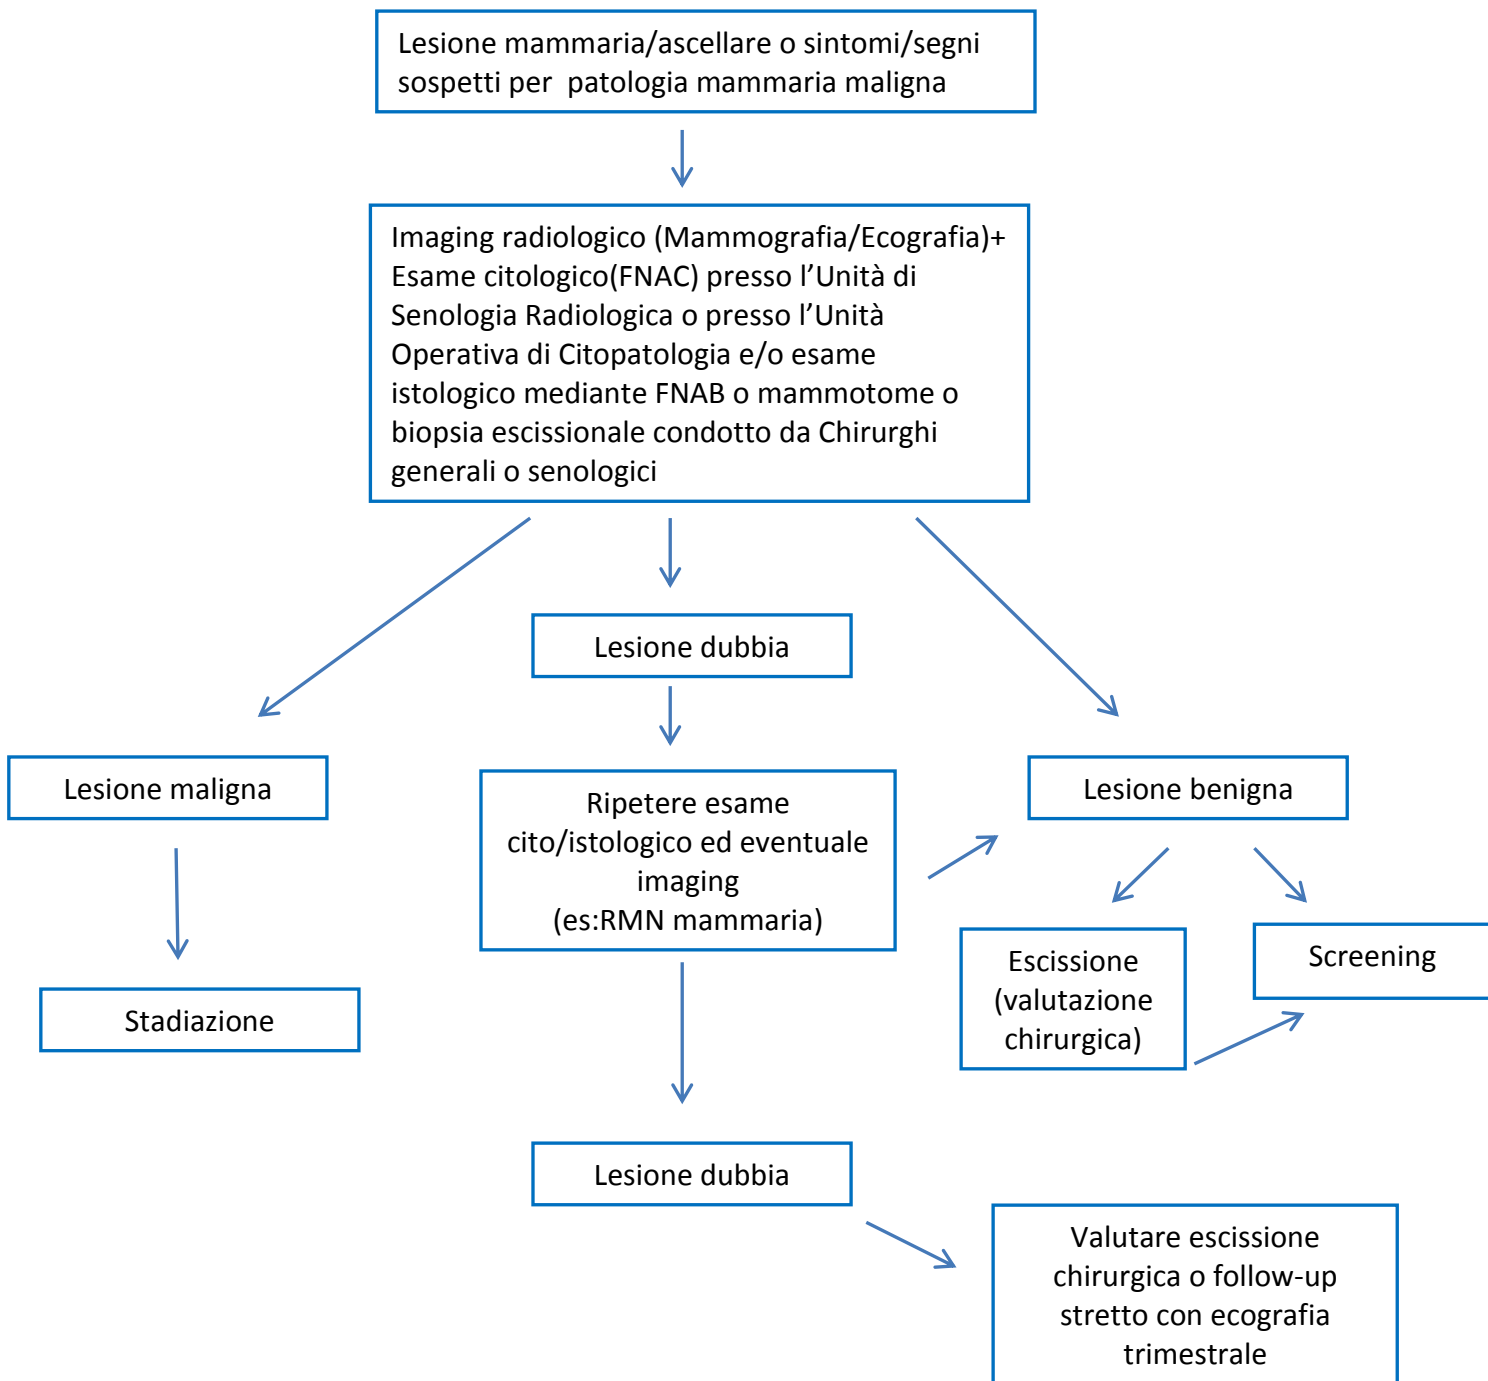 Lesione mammaria/ascellare o sintomi/segni
sospetti per  patologia mammaria maligna
Imaging radiologico (Mammografia/Ecografia)+
Esame citologico(FNAC) presso l’Unità di
Senologia Radiologica o presso l’Unità
Operativa di Citopatologia e/o esame
istologico mediante FNAB o mammotome o
biopsia escissionale condotto da Chirurghi
generali o senologici
Lesione dubbia
Lesione maligna
Ripetere esame
cito/istologico ed eventuale
imaging
(es:RMN mammaria)
Lesione benigna
Escissione
(valutazione
chirurgica)
Screening
Stadiazione
Lesione dubbia
Valutare escissione
chirurgica o follow-up
stretto con ecografia
trimestrale